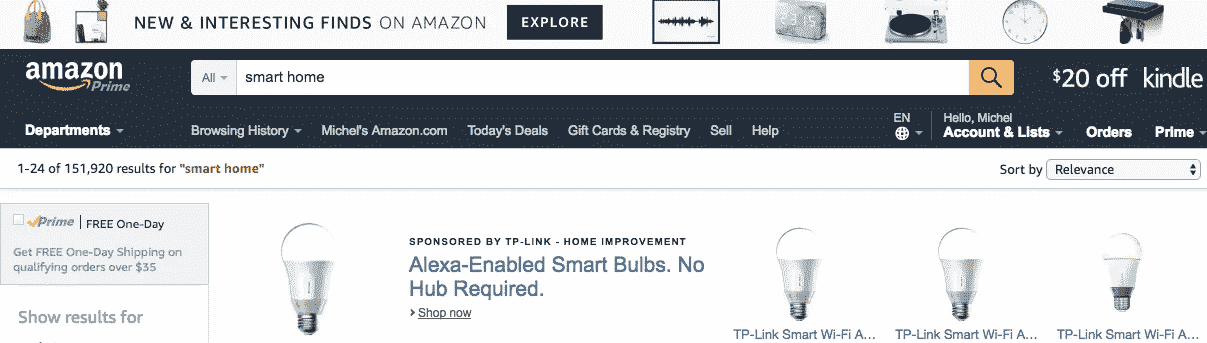 NEW & INTERESTING FINDS ON AMAZON EXPLORE
amazon Prime
All smart home
$20 off kindle
Departments
Browsing History Michel's Amazon.com Today's Deals Gift Cards & Registry Sell Help
EN
Hello, Michel
Account & Lists Orders Prime
1-24 of 151,920 results for "smart home"
Sort by Relevance
Prime | FREE One-Day
Get FREE One-Day Shipping on
qualifying orders over $35
Show results for
SPONSORED BY TP-LINK - HOME IMPROVEMENT
Alexa-Enabled Smart Bulbs. No
Hub Required.
Shop now
TP-Link Smart Wi-Fi A... TP-Link Smart Wi-Fi A... TP-Link Smart Wi-Fi A...